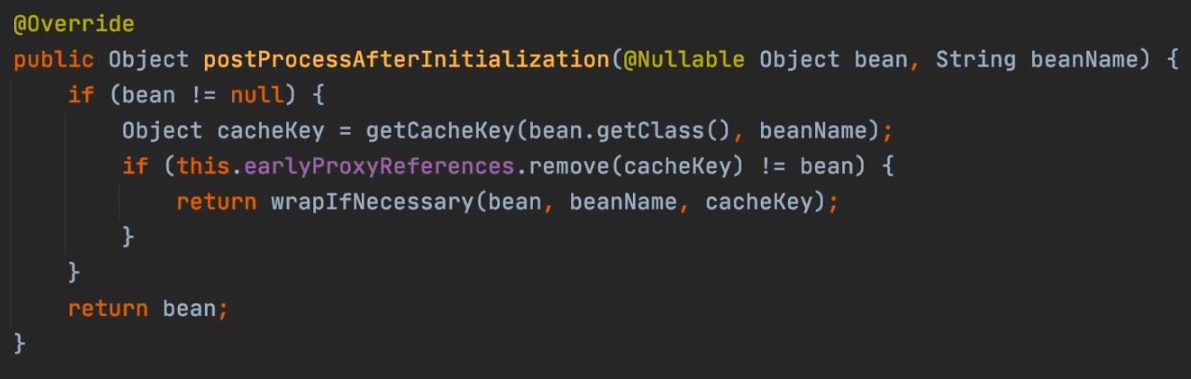 @Override
public Object postProcessAfterInitialization(@Nullable Object bean, String beanName) {
    if (bean != null) {
        Object cacheKey = getCacheKey(bean.getClass(), beanName);
        if (this.earlyProxyReferences.remove(cacheKey) != bean) {
            return wrapIfNecessary(bean, beanName, cacheKey);
        }
    }
    return bean;
}